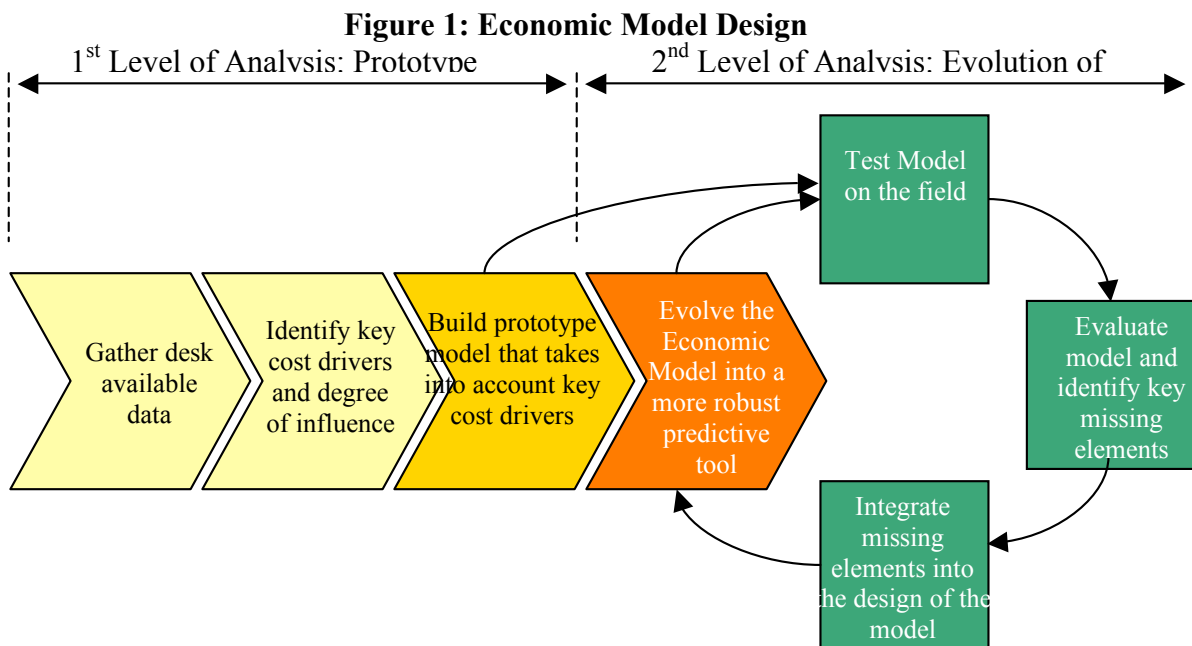 Figure 1: Economic Model Design
1st Level of Analysis: Prototype
2nd Level of Analysis: Evolution of
Gather desk
available
data
Identify key
cost drivers
and degree
of influence
Build prototype
model that takes
into account key
cost drivers
Evolve the
Economic
Model into a
more robust
predictive
tool
Test Model
on the field
Evaluate
model and
identify key
missing
elements
Integrate
missing
elements into
the design of the
model